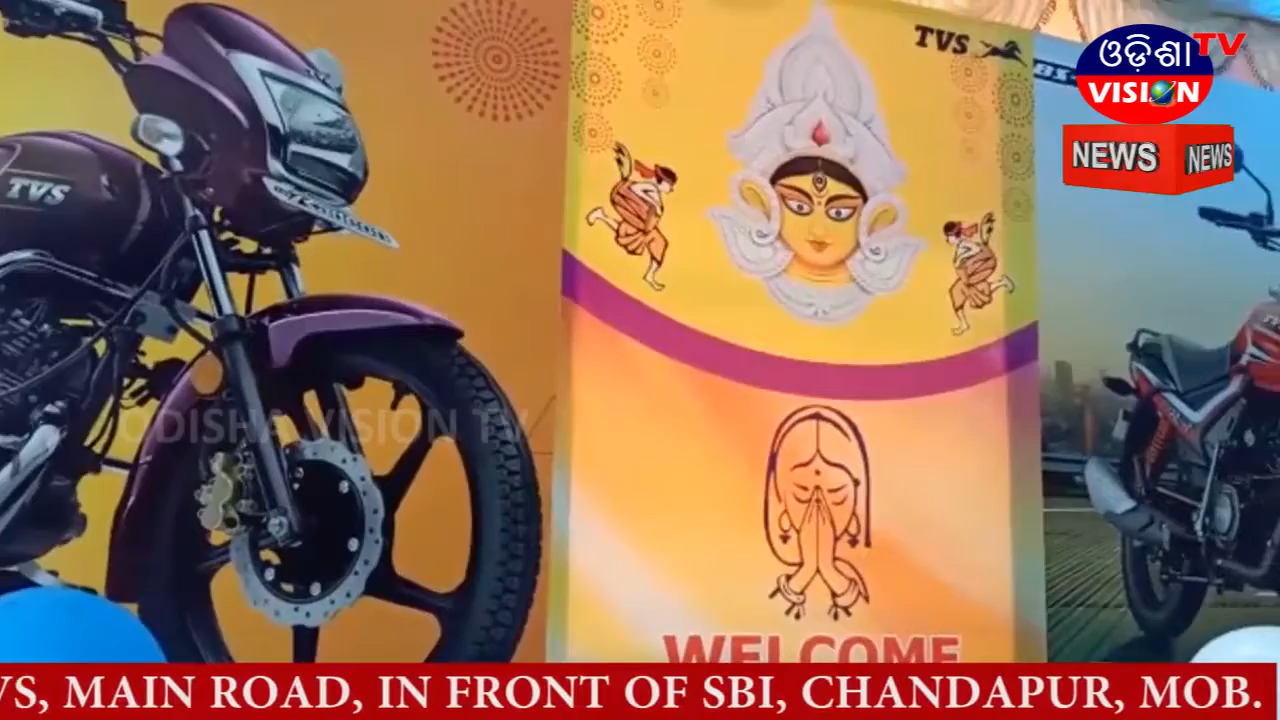 TVS
TVS
ଓଡ଼ିଶା TV
VISION
NEWS NEWS
ODISHA VISION TV
WELCOME
VS, MAIN ROAD, IN FRONT OF SBI, CHANDAPUR, MOB.